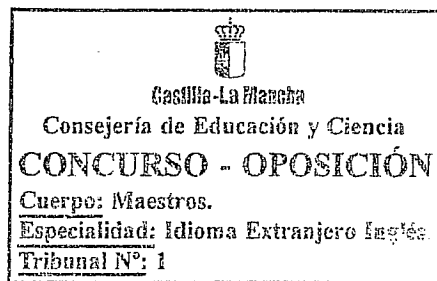 Castilla-La Mancha
Consejería de Educación y Ciencia
CONCURSO - OPOSICIÓN
Cuerpo: Maestros.
Especialidad: Idioma Extranjero Inglés.
Tribunal Nº: 1